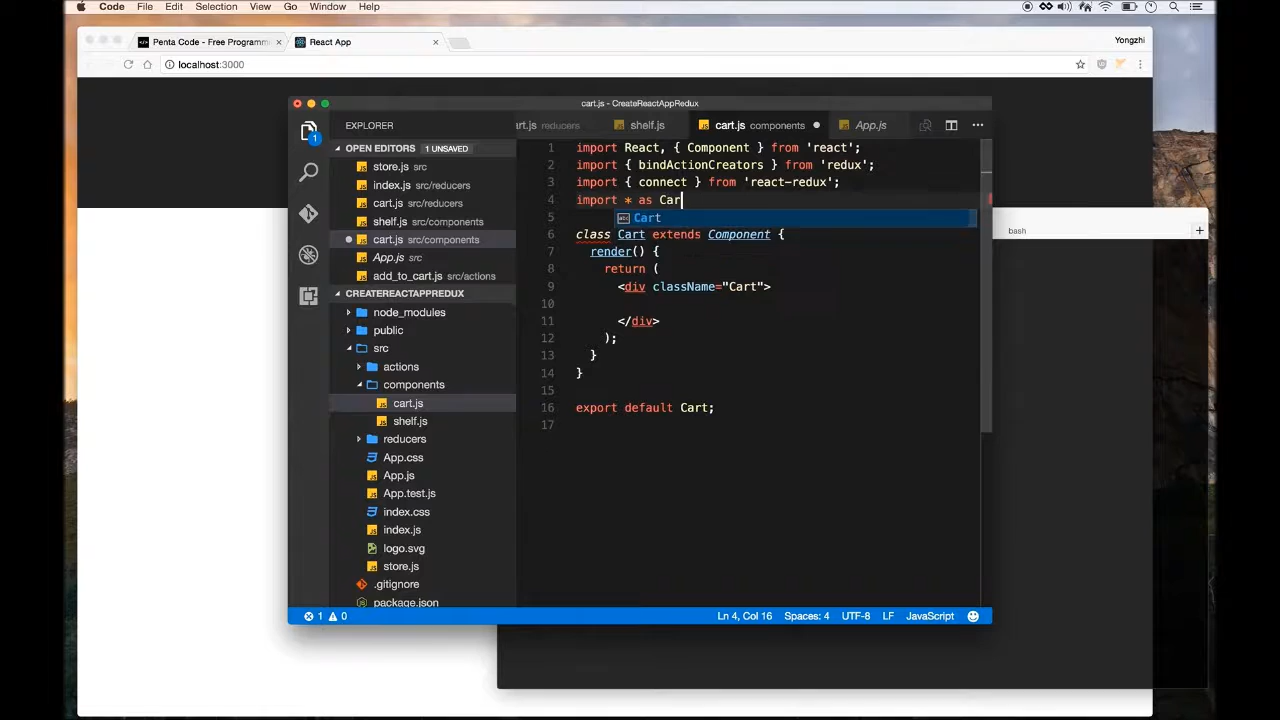 Code File Edit Selection View Go Window Help
Penta Code - Free Programmi
React App
Yongzhi
localhost:3000
cart.js - CreateReactAppRedux
EXPLORER
art.js reducers
shelf.js
cart.js components
App.js
1
OPEN EDITORS 1 UNSAVED
store.js src
index.js src/reducers
cart.js src/reducers
shelf.js src/components
cart.js src/components
App.js src
add_to_cart.js src/actions
CREATEREACTAPPREDUX
node_modules
public
src
actions
components
cart.js
shelf.js
reducers
App.css
App.js
App.test.js
index.css
index.js
logo.svg
store.js
.gitignore
package.json
1 import React, { Component } from 'react';
2 import { bindActionCreators } from 'redux';
3 import { connect } from 'react-redux';
4 import * as Car
Cart
5
6 class Cart extends Component {
7 render() {
8 return (
9 <div className="Cart">
10
11 </div>
12 );
13 }
14 }
15
16 export default Cart;
17
bash
+
1 0
Ln 4, Col 16 Spaces: 4 UTF-8 LF JavaScript